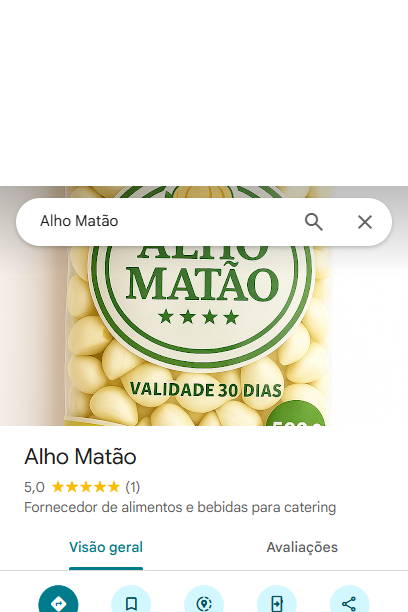 Alho Matão
ALHO
MATÃO
VALIDADE 30 DIAS
Alho Matão
5,0 (1)
Fornecedor de alimentos e bebidas para catering
Visão geral
Avaliações